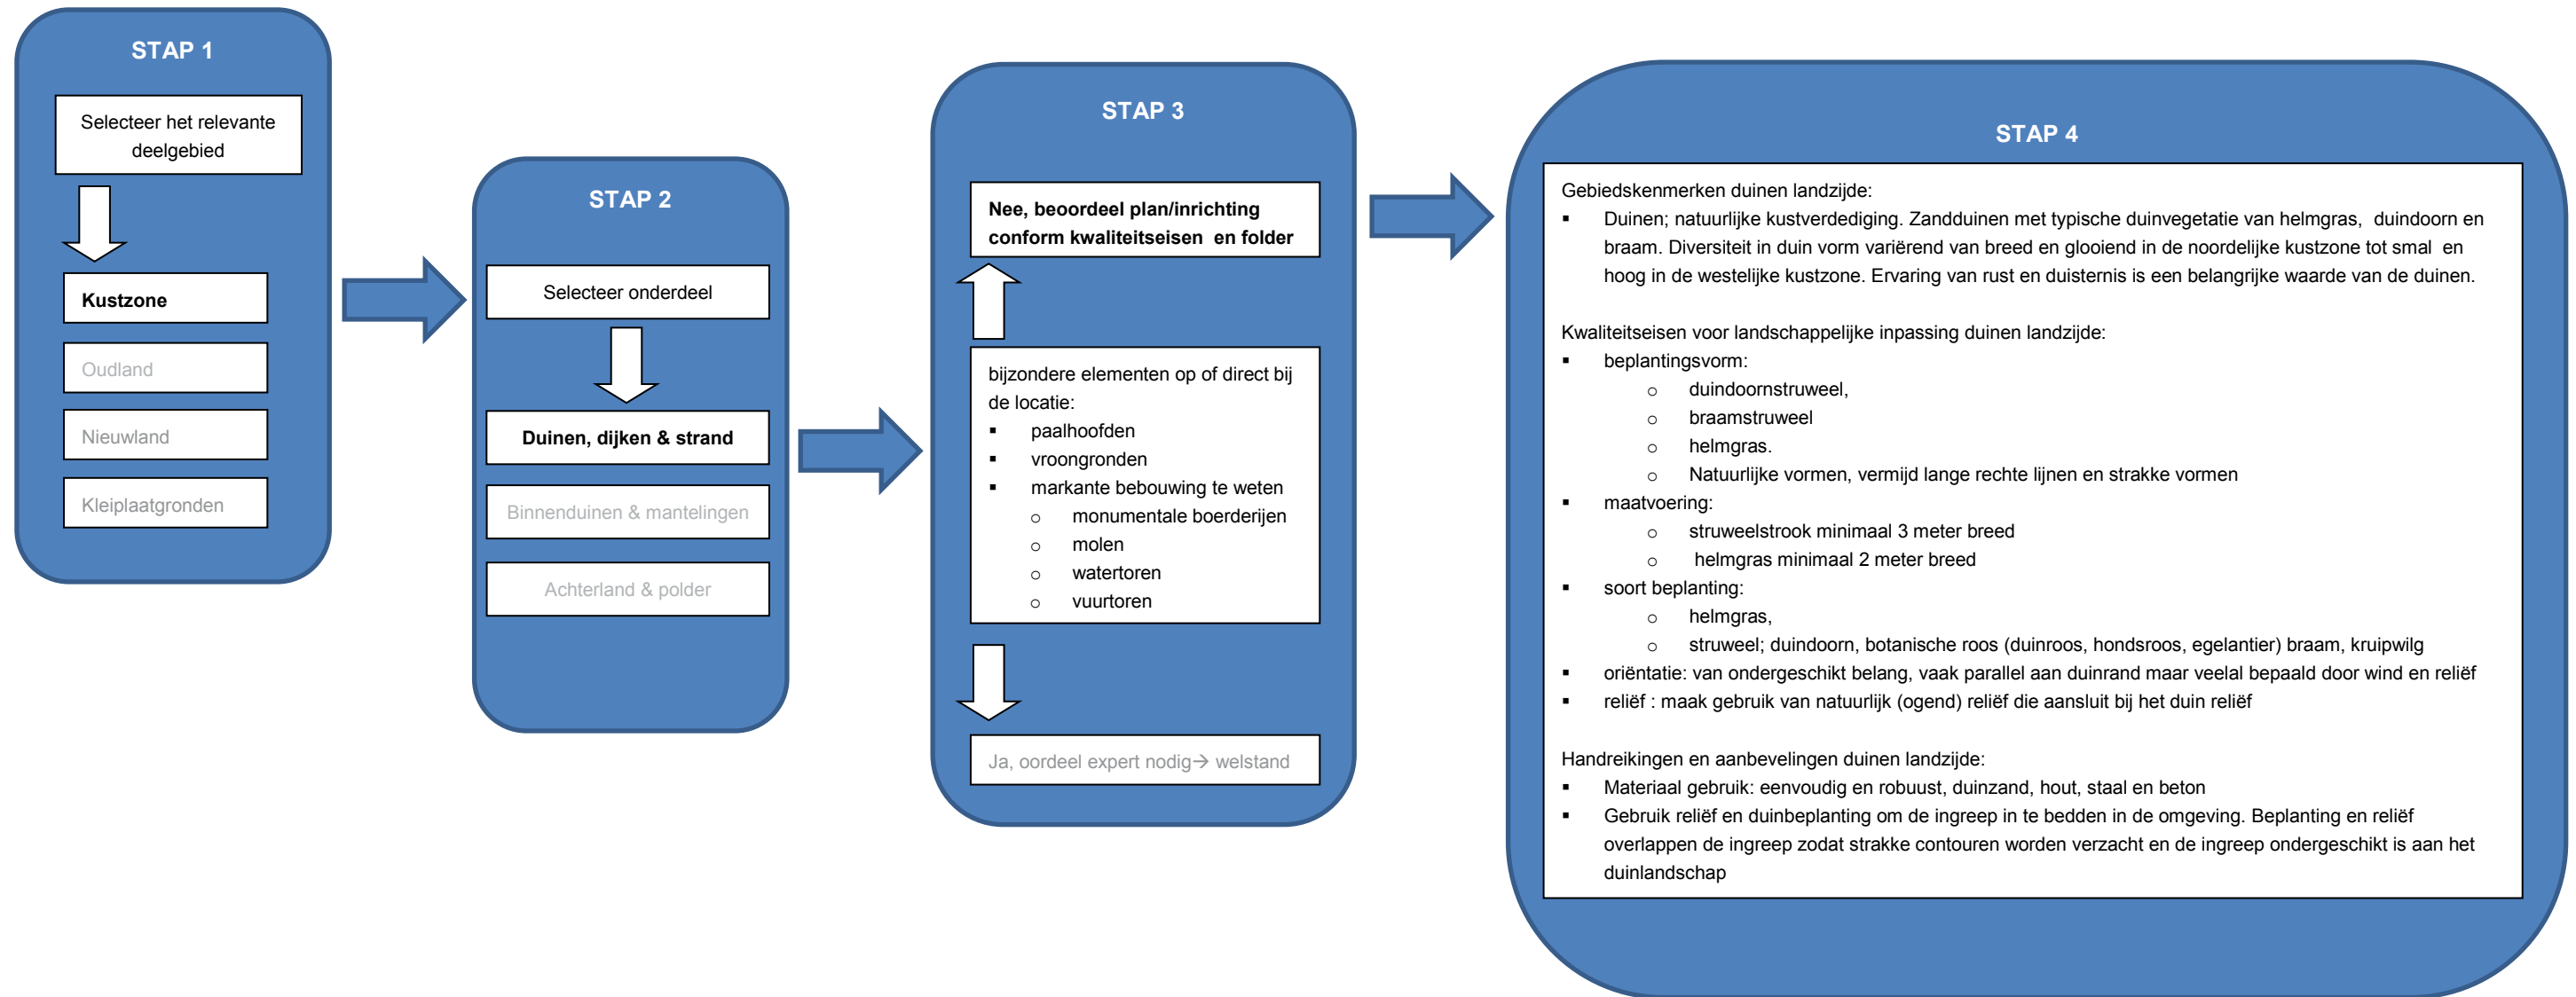 STAP 1
Selecteer het relevante
deelgebied
Kustzone
Oudland
Nieuwland
Kleiplaatgronden
STAP 2
Selecteer onderdeel
Duinen, dijken & strand
Binnenduinen & mantelingen
Achterland & polder
STAP 3
Nee, beoordeel plan/inrichting
conform kwaliteitseisen en folder
bijzondere elementen op of direct bij
de locatie:
▪ paalhoofden
▪ vroongronden
▪ markante bebouwing te weten
o monumentale boerderijen
o molen
o watertoren
o vuurtoren
Ja, oordeel expert nodig→ welstand
STAP 4
Gebiedskenmerken duinen landzijde:
▪ Duinen; natuurlijke kustverdediging. Zandduinen met typische duinvegetatie van helmgras, duindoorn en
braam. Diversiteit in duin vorm variërend van breed en glooiend in de noordelijke kustzone tot smal en
hoog in de westelijke kustzone. Ervaring van rust en duisternis is een belangrijke waarde van de duinen.
Kwaliteitseisen voor landschappelijke inpassing duinen landzijde:
▪ beplantingsvorm:
o duindoornstruweel,
o braamstruweel
o helmgras.
o Natuurlijke vormen, vermijd lange rechte lijnen en strakke vormen
▪ maatvoering:
o struweelstrook minimaal 3 meter breed
o helmgras minimaal 2 meter breed
▪ soort beplanting:
o helmgras,
o struweel; duindoorn, botanische roos (duinroos, hondsroos, egelantier) braam, kruipwilg
▪ oriëntatie: van ondergeschikt belang, vaak parallel aan duinrand maar veelal bepaald door wind en reliëf
▪ reliëf : maak gebruik van natuurlijk (ogend) reliëf die aansluit bij het duin reliëf
Handreikingen en aanbevelingen duinen landzijde:
▪ Materiaal gebruik: eenvoudig en robuust, duinzand, hout, staal en beton
▪ Gebruik reliëf en duinbeplanting om de ingreep in te bedden in de omgeving. Beplanting en reliëf
overlappen de ingreep zodat strakke contouren worden verzacht en de ingreep ondergeschikt is aan het
duinlandschap